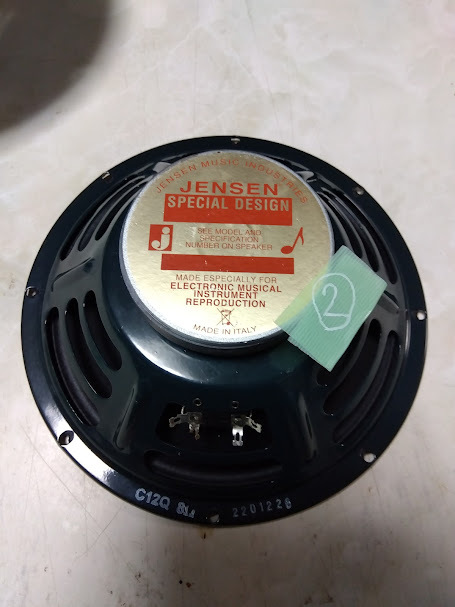 JENSEN MUSIC INDUSTRIES
JENSEN
SPECIAL DESIGN
j
SEE MODEL AND
SPECIFICATION
NUMBER ON SPEAKER
MADE ESPECIALLY FOR
ELECTRONIC MUSICAL
INSTRUMENT
REPRODUCTION
MADE IN ITALY
2
C12Q 8Ω 2201226